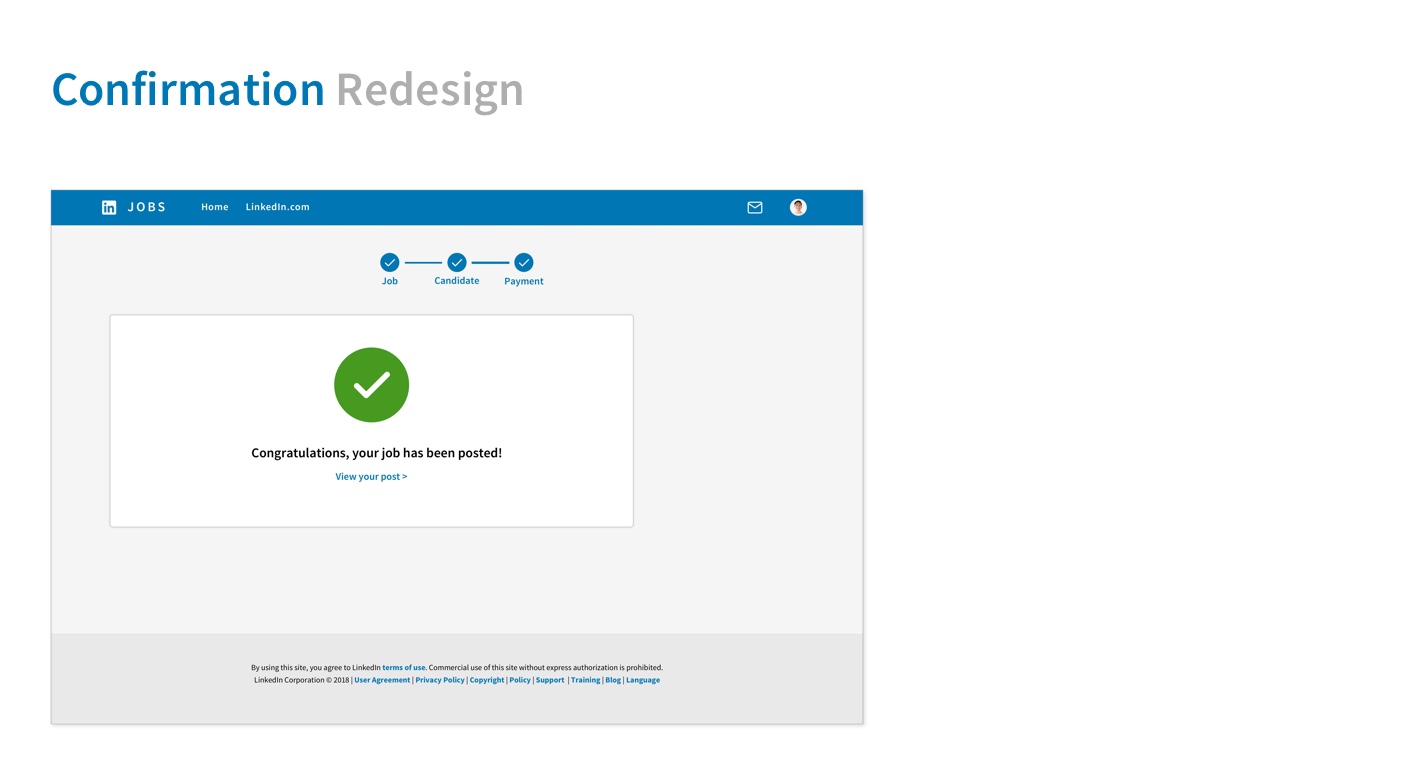 Confirmation Redesign
in JOBS Home LinkedIn.com
Job Candidate Payment
Congratulations, your job has been posted!
View your post >
By using this site, you agree to LinkedIn terms of use. Commercial use of this site without express authorization is prohibited.
LinkedIn Corporation © 2018 | User Agreement | Privacy Policy | Copyright | Policy | Support | Training | Blog | Language